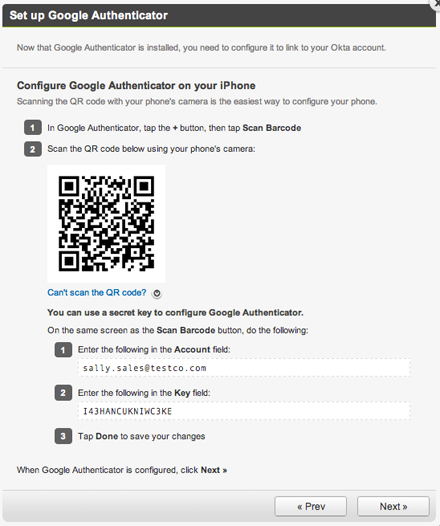 Set up Google Authenticator
Now that Google Authenticator is installed, you need to configure it to link to your Okta account.
Configure Google Authenticator on your iPhone
Scanning the QR code with your phone's camera is the easiest way to configure your phone.
1 In Google Authenticator, tap the + button, then tap Scan Barcode
2 Scan the QR code below using your phone's camera:
Can't scan the QR code?
You can use a secret key to configure Google Authenticator.
On the same screen as the Scan Barcode button, do the following:
1 Enter the following in the Account field:
sally.sales@testco.com
2 Enter the following in the Key field:
I43HANCUKNIWC3KE
3 Tap Done to save your changes
When Google Authenticator is configured, click Next »
« Prev Next »